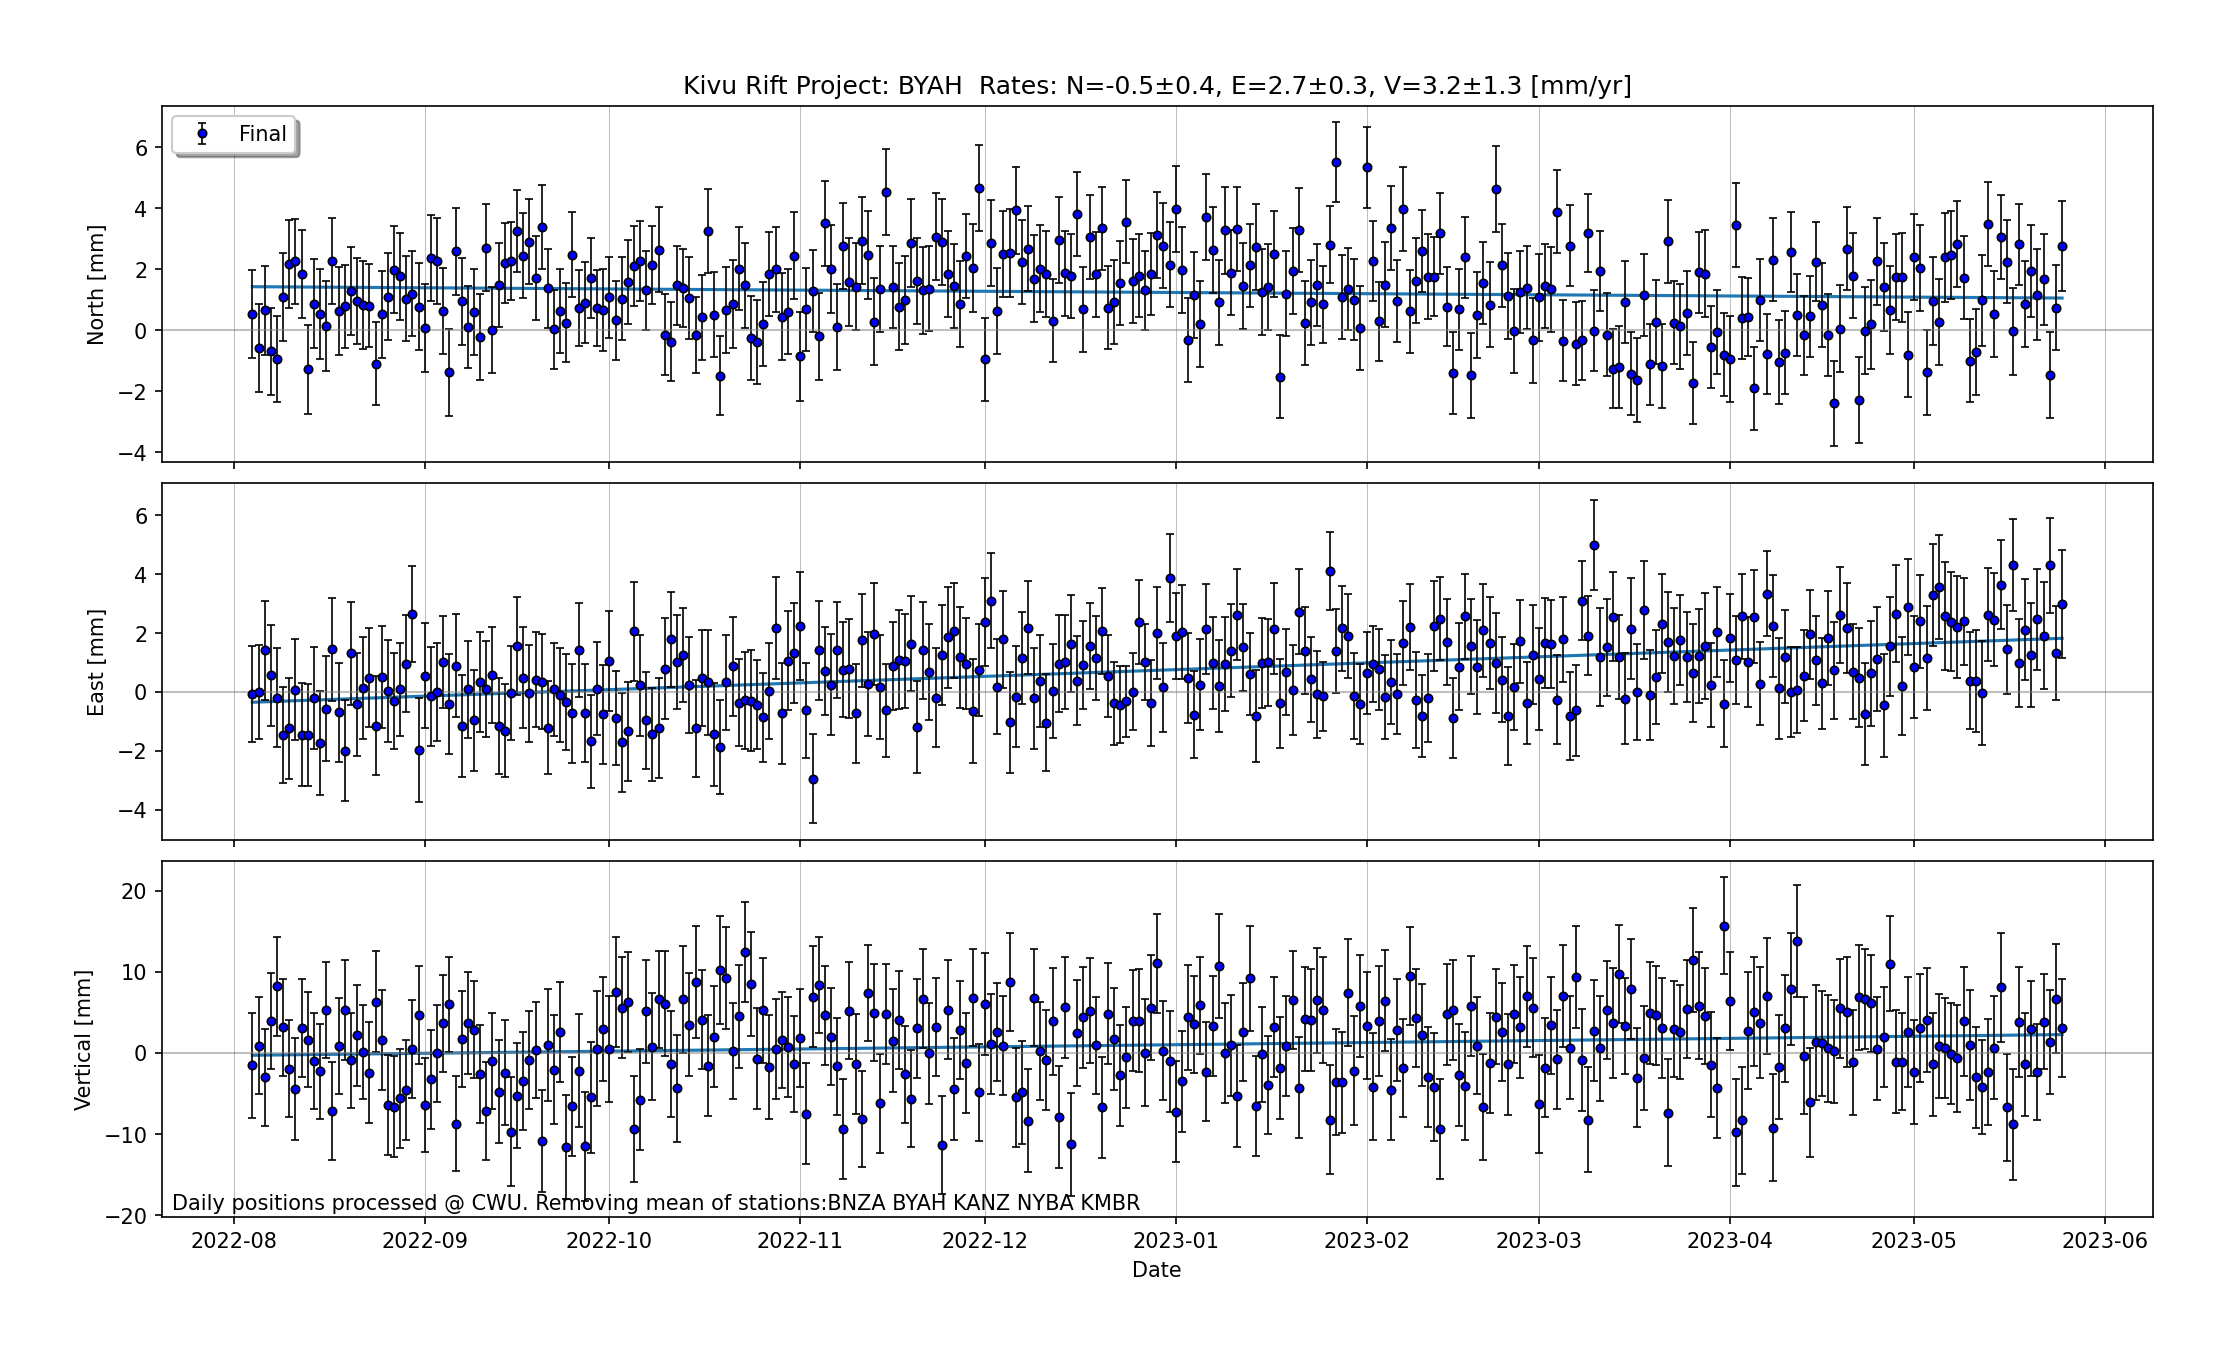 Kivu Rift Project: BYAH  Rates: N=-0.5±0.4, E=2.7±0.3, V=3.2±1.3 [mm/yr]
Final
North [mm]
6
4
2
0
−2
−4
East [mm]
6
4
2
0
−2
−4
Vertical [mm]
20
10
0
−10
−20
Daily positions processed @ CWU. Removing mean of stations:BNZA BYAH KANZ NYBA KMBR
2022-08 2022-09 2022-10 2022-11 2022-12 2023-01 2023-02 2023-03 2023-04 2023-05 2023-06
Date